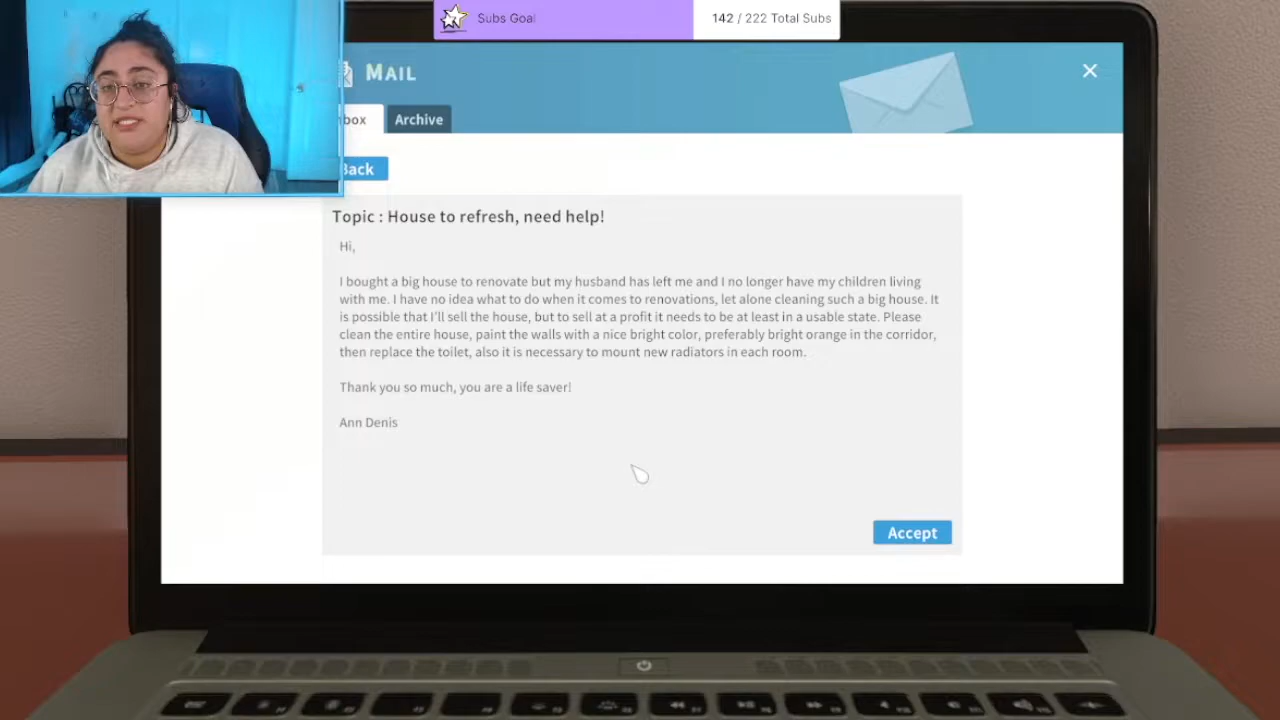 Subs Goal
142 / 222 Total Subs
MAIL
Archive
Back
Topic : House to refresh, need help!
Hi,
I bought a big house to renovate but my husband has left me and I no longer have my children living
with me. I have no idea what to do when it comes to renovations, let alone cleaning such a big house. It
is possible that I'll sell the house, but to sell at a profit it needs to be at least in a usable state. Please
clean the entire house, paint the walls with a nice bright color, preferably bright orange in the corridor,
then replace the toilet, also it is necessary to mount new radiators in each room.
Thank you so much, you are a life saver!
Ann Denis
Accept